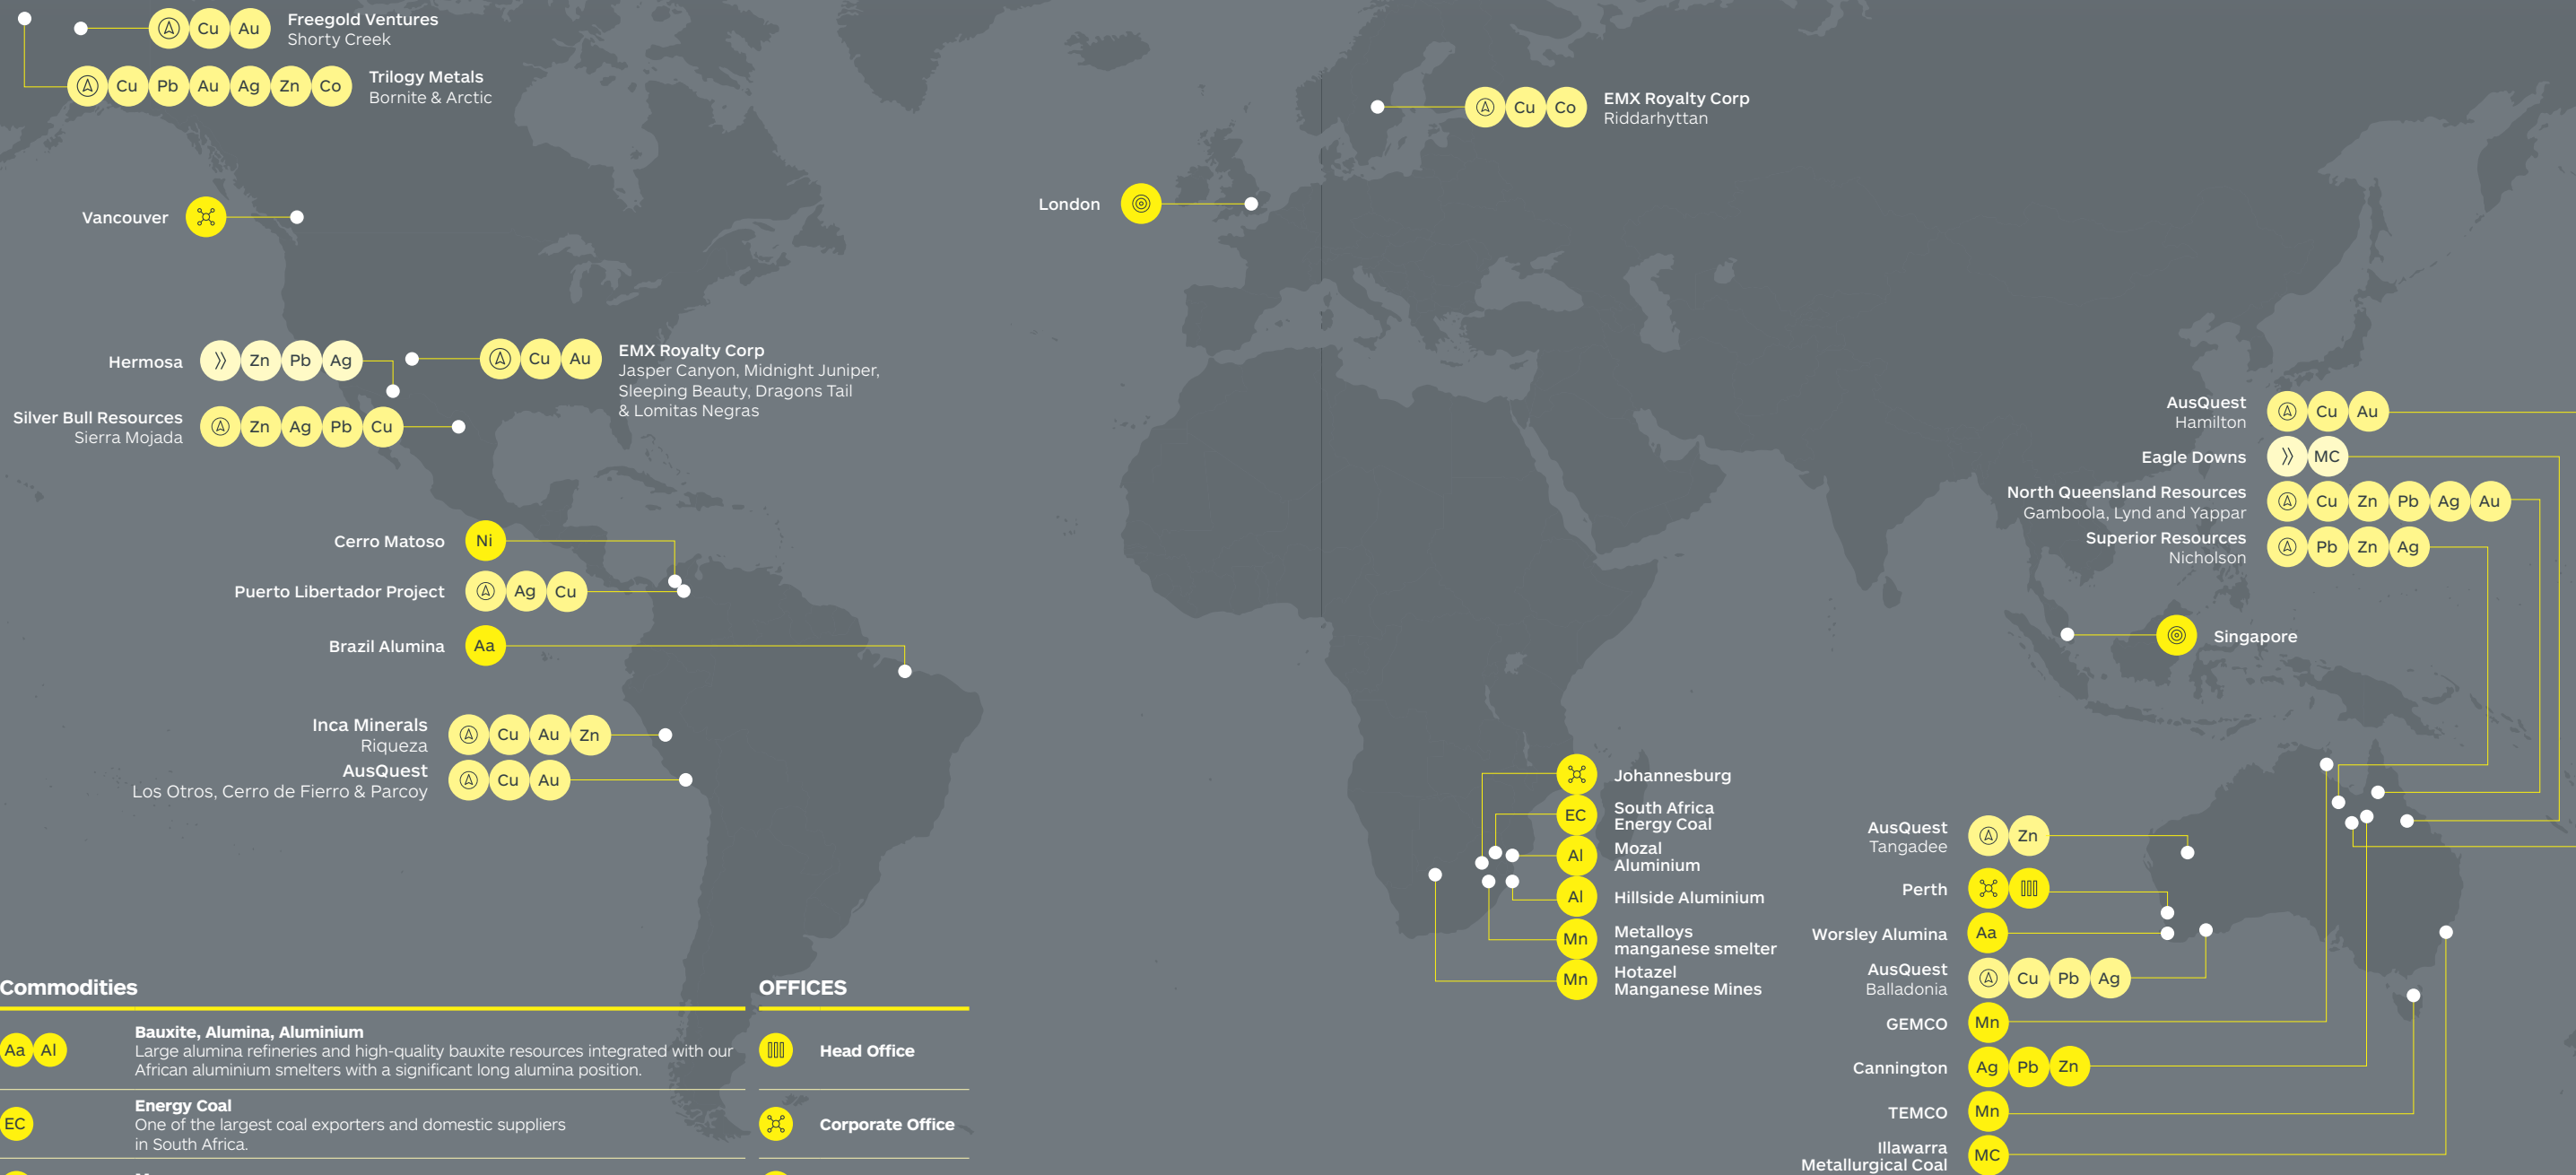 Cu Au
Freegold Ventures
Shorty Creek
Cu Pb Au Ag Zn Co
Trilogy Metals
Bornite & Arctic
Cu Co
EMX Royalty Corp
Riddarhyttan
Vancouver
London
Hermosa
Zn Pb Ag
Cu Au
EMX Royalty Corp
Jasper Canyon, Midnight Juniper,
Sleeping Beauty, Dragons Tail
& Lomitas Negras
Silver Bull Resources
Sierra Mojada
Zn Ag Pb Cu
AusQuest
Hamilton
Cu Au
Eagle Downs
MC
North Queensland Resources
Gamboola, Lynd and Yappar
Cu Zn Pb Ag Au
Superior Resources
Nicholson
Pb Zn Ag
Cerro Matoso
Ni
Puerto Libertador Project
Ag Cu
Brazil Alumina
Aa
Singapore
Inca Minerals
Riqueza
Cu Au Zn
AusQuest
Los Otros, Cerro de Fierro & Parcoy
Cu Au
Johannesburg
EC
South Africa
Energy Coal
Al
Mozal
Aluminium
Al
Hillside Aluminium
Mn
Metalloys
manganese smelter
Mn
Hotazel
Manganese Mines
AusQuest
Tangadee
Zn
Perth
Worsley Alumina
Aa
AusQuest
Balladonia
Cu Pb Ag
GEMCO
Mn
Cannington
Ag Pb Zn
TEMCO
Mn
Illawarra
Metallurgical Coal
MC
Commodities
Aa Al
Bauxite, Alumina, Aluminium
Large alumina refineries and high-quality bauxite resources integrated with our
African aluminium smelters with a significant long alumina position.
EC
Energy Coal
One of the largest coal exporters and domestic suppliers
in South Africa.
OFFICES
Head Office
Corporate Office